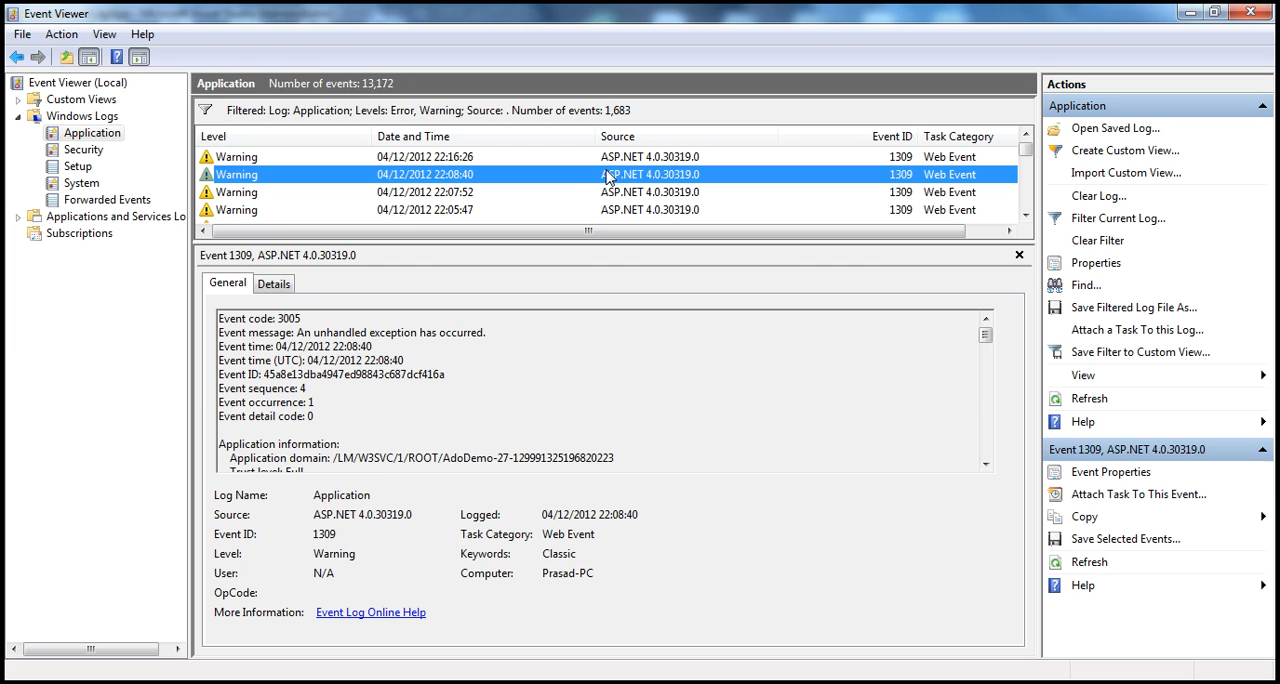 Event Viewer
File Action View Help
Event Viewer (Local)
Custom Views
Windows Logs
Application
Security
Setup
System
Forwarded Events
Applications and Services Lo
Subscriptions
Application Number of events: 13,172
Filtered: Log: Application; Levels: Error, Warning; Source: . Number of events: 1,683
Level Date and Time Source Event ID Task Category
Warning 04/12/2012 22:16:26 ASP.NET 4.0.30319.0 1309 Web Event
Warning 04/12/2012 22:08:40 ASP.NET 4.0.30319.0 1309 Web Event
Warning 04/12/2012 22:07:52 ASP.NET 4.0.30319.0 1309 Web Event
Warning 04/12/2012 22:05:47 ASP.NET 4.0.30319.0 1309 Web Event
Event 1309, ASP.NET 4.0.30319.0
General Details
Event code: 3005
Event message: An unhandled exception has occurred.
Event time: 04/12/2012 22:08:40
Event time (UTC): 04/12/2012 22:08:40
Event ID: 45a8e13dba4947ed98843c687dcf416a
Event sequence: 4
Event occurrence: 1
Event detail code: 0
Application information:
Application domain: /LM/W3SVC/1/ROOT/AdoDemo-27-129991325196820223
Trust level: Full
Log Name: Application
Source: ASP.NET 4.0.30319.0 Logged: 04/12/2012 22:08:40
Event ID: 1309 Task Category: Web Event
Level: Warning Keywords: Classic
User: N/A Computer: Prasad-PC
OpCode:
More Information: Event Log Online Help
Actions
Application
Open Saved Log...
Create Custom View...
Import Custom View...
Clear Log...
Filter Current Log...
Clear Filter
Properties
Find...
Save Filtered Log File As...
Attach a Task To this Log...
Save Filter to Custom View...
View
Refresh
Help
Event 1309, ASP.NET 4.0.30319.0
Event Properties
Attach Task To This Event...
Copy
Save Selected Events...
Refresh
Help